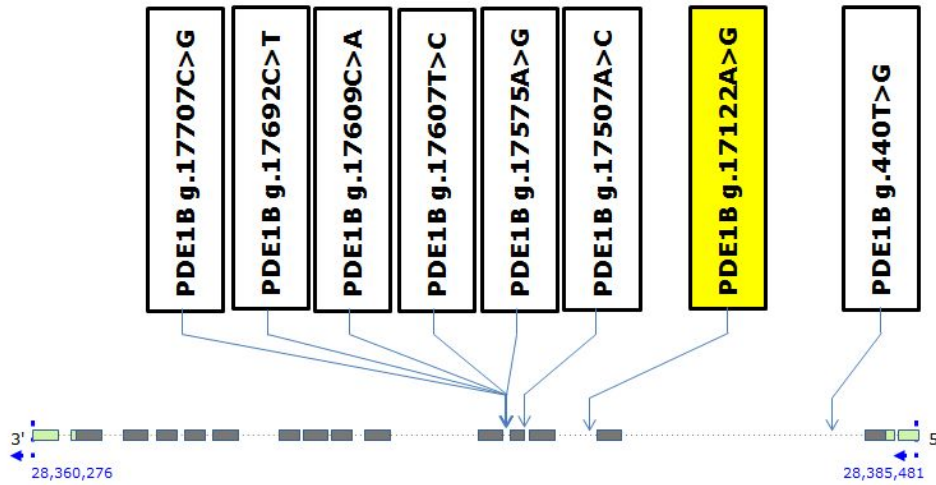 PDE1B g.17707C>G
PDE1B g.17692C>T
PDE1B g.17609C>A
PDE1B g.17607T>C
PDE1B g.17575A>G
PDE1B g.17507A>C
PDE1B g.17122A>G
PDE1B g.440T>G
3'
5
28,360,276
28,385,481